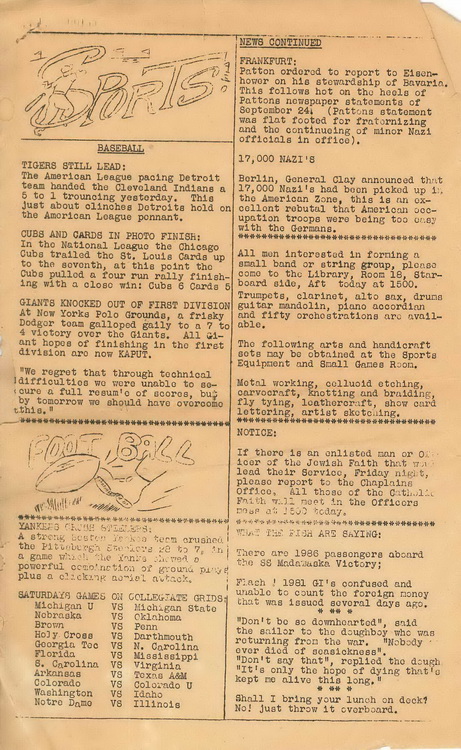 SPORTS!
BASEBALL
TIGERS STILL LEAD:
The American League pacing Detroit
team handed the Cleveland Indians a
5 to 1 trouncing yesterday.  This
just about clinches Detroits hold on
the American League pennant.
CUBS AND CARDS IN PHOTO FINISH:
In the National League the Chicago
Cubs trailed the St. Louis Cards up
to the seventh, at this point the
Cubs pulled a four run rally finish-
ing with a close win: Cubs 6 Cards 5
GIANTS KNOCKED OUT OF FIRST DIVISION
At New Yorks Polo Grounds, a frisky
Dodger team galloped gaily to a 7 to
4 victory over the Giants.  All Gi-
ant hopes of finishing in the first
division are now KAPUT.
"We regret that through technical
difficulties we were unable to se-
cure a full resum'e of scores, but
by tomorrow we should have overcome
this."
***********************************
FOOT BALL
***********************************
YANKEES CRUSH STEELERS:
A strong Boston Yankee team crushed
the Pittsburgh Steelers 28 to 7, in
a game which the Yanks showed a
powerful combination of ground plays
plus a clicking aerial attack.
SATURDAYS GAMES ON COLLEGIATE GRIDS:
Michigan U VS Michigan State
Nebraska VS Oklahoma
Brown VS Penn
Holy Cross VS Darthmouth
Georgia Tec VS N. Carolina
Florida VS Mississippi
S. Carolina VS Virginia
Arkansas VS Texas A&M
Colorado VS Colorado U
Washington VS Idaho
Notre Dame VS Illinois
NEWS CONTINUED
FRANKFURT:
Patton ordered to report to Eisen-
hower on his stewardship of Bavaria.
This follows hot on the heels of
Pattons newspaper statements of
September 24;  (Pattons statement
was flat footed for fraternizing
and the continueing of minor Nazi
officials in office).
17,000 NAZI'S
Berlin, General Clay announced that
17,000 Nazi's had been picked up in
the American Zone, this is an ex-
cellent rebutal that American occ-
upation troops were being too easy
with the Germans.
***********************************
All men interested in forming a
small band or string group, please
come to the Library, Room 18, Star-
board side, Aft  today at 1500.
Trumpets, clarinet, alto sax, drums
guitar mandolin, piano accordian
and fifty orchestrations are avail-
able.
The following arts and handicraft
sets may be obtained at the Sports
Equipment and Small Games Room.
Metal working, celluoid etching,
carvecraft, knotting and braiding,
fly tying, leathercraft, show card
lettering, artist sketching.
***********************************
NOTICE:
If there is an enlisted man or
icer of the Jewish Faith that
lead their Service, Friday night,
please report to the Chaplains
Office.  All those of the Catholic
Faith will meet in the Officers
mess at 1500 today.
***********************************
WHAT THE FISH ARE SAYING:
There are 1986 passengers aboard
the SS Madawaska Victory;
Flash ! 1981 GI's confused and
unable to count the foreign money
that was issued several days ago.
* ** *
"Don't be so downhearted", said
the sailor to the doughboy who was
returning from the war.  "Nobody
ever died of seasickness".
"Don't say that", replied the dough
"It's only the hope of dying that's
kept me alive this long."
* ** *
Shall I bring your lunch on deck?
No! just throw it overboard.